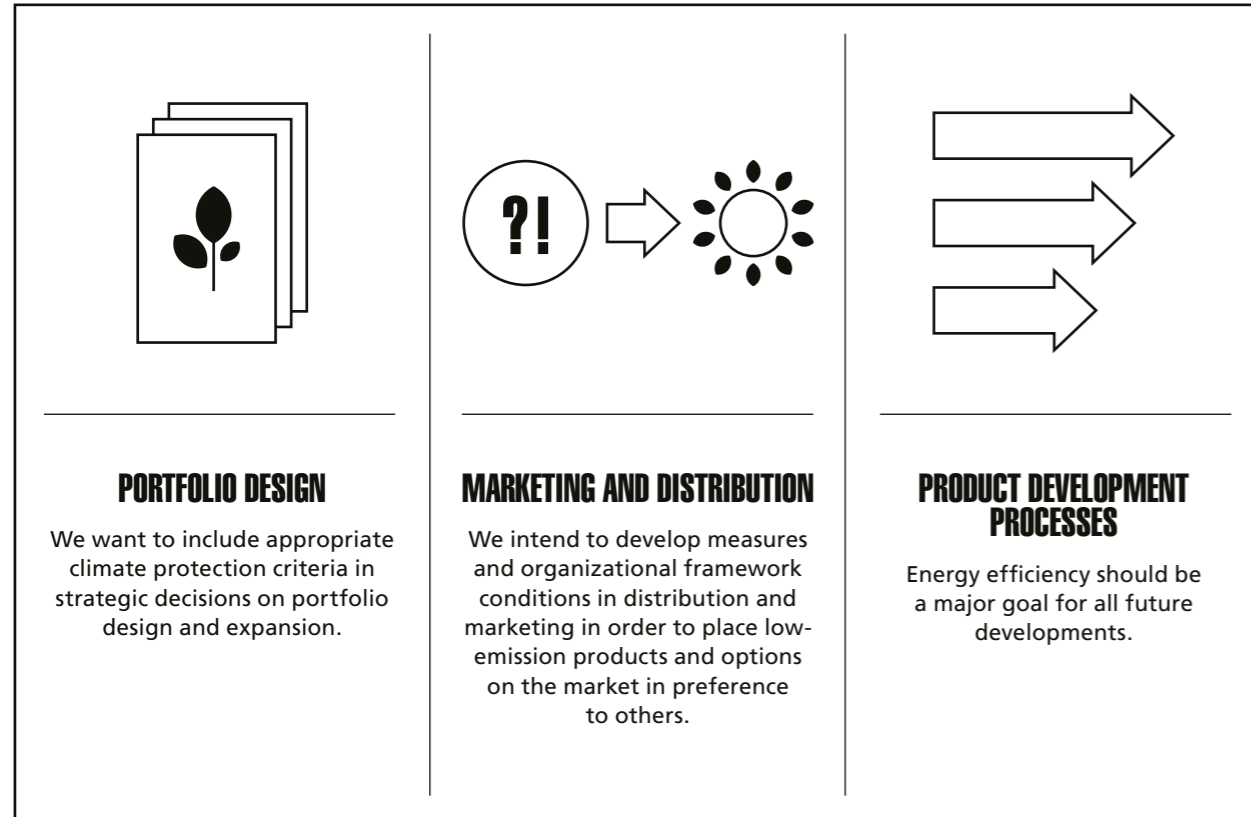 ?!
PORTFOLIO DESIGN
We want to include appropriate
climate protection criteria in
strategic decisions on portfolio
design and expansion.
MARKETING AND DISTRIBUTION
We intend to develop measures
and organizational framework
conditions in distribution and
marketing in order to place low-
emission products and options
on the market in preference
to others.
PRODUCT DEVELOPMENT
PROCESSES
Energy efficiency should be
a major goal for all future
developments.